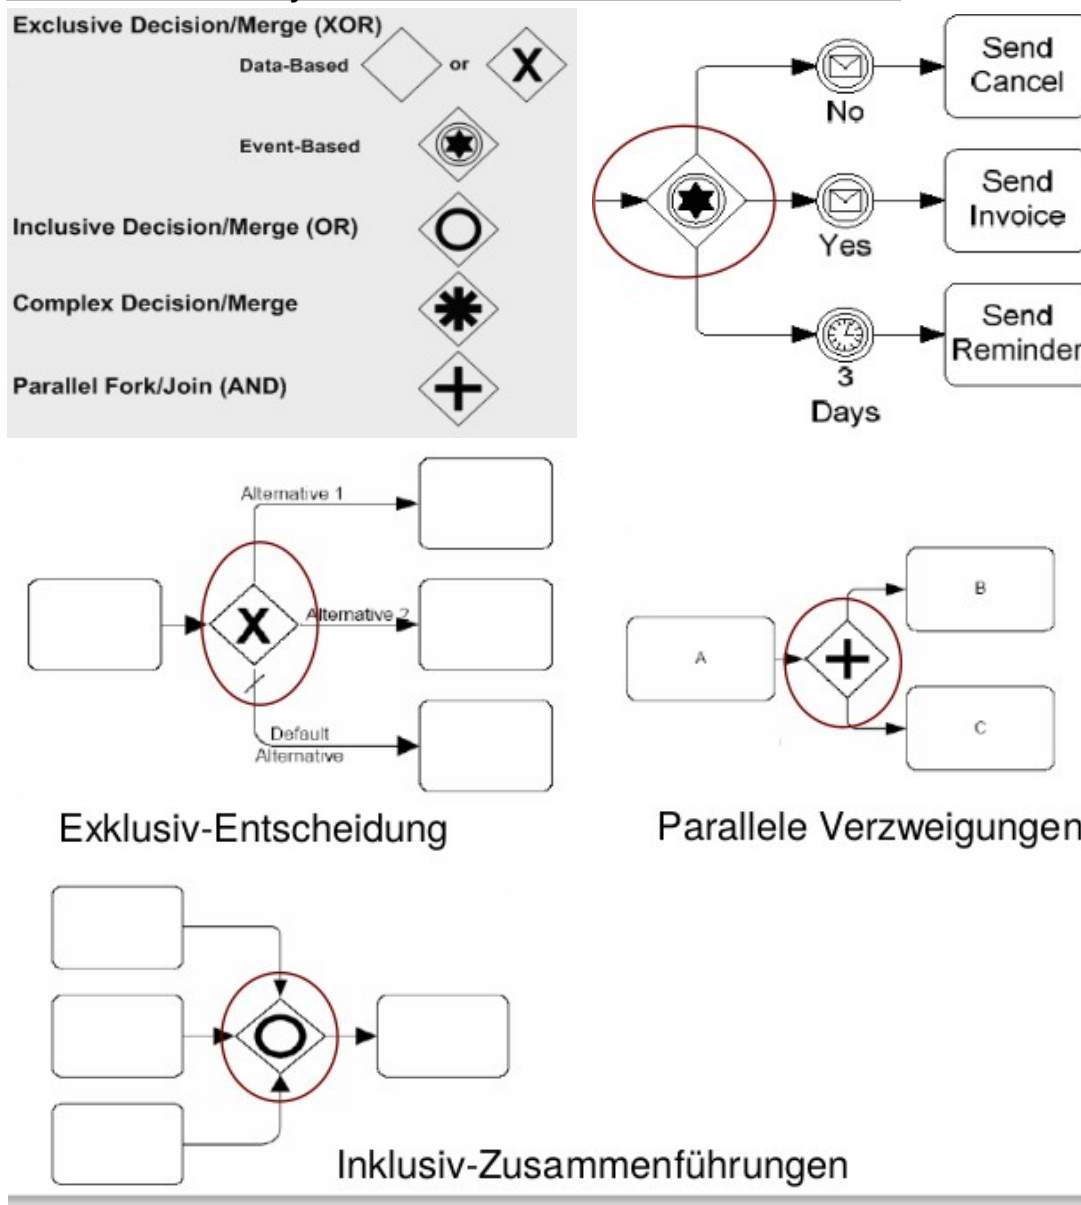 Exclusive Decision/Merge (XOR)
Data-Based
or
X
Event-Based
Inclusive Decision/Merge (OR)
Complex Decision/Merge
Parallel Fork/Join (AND)
No
Send
Cancel
Yes
Send
Invoice
3
Days
Send
Reminder
Alternative 1
X
Alternative 2
Default
Alternative
Exklusiv-Entscheidung
A
B
C
Parallele Verzweigungen
Inklusiv-Zusammenführungen